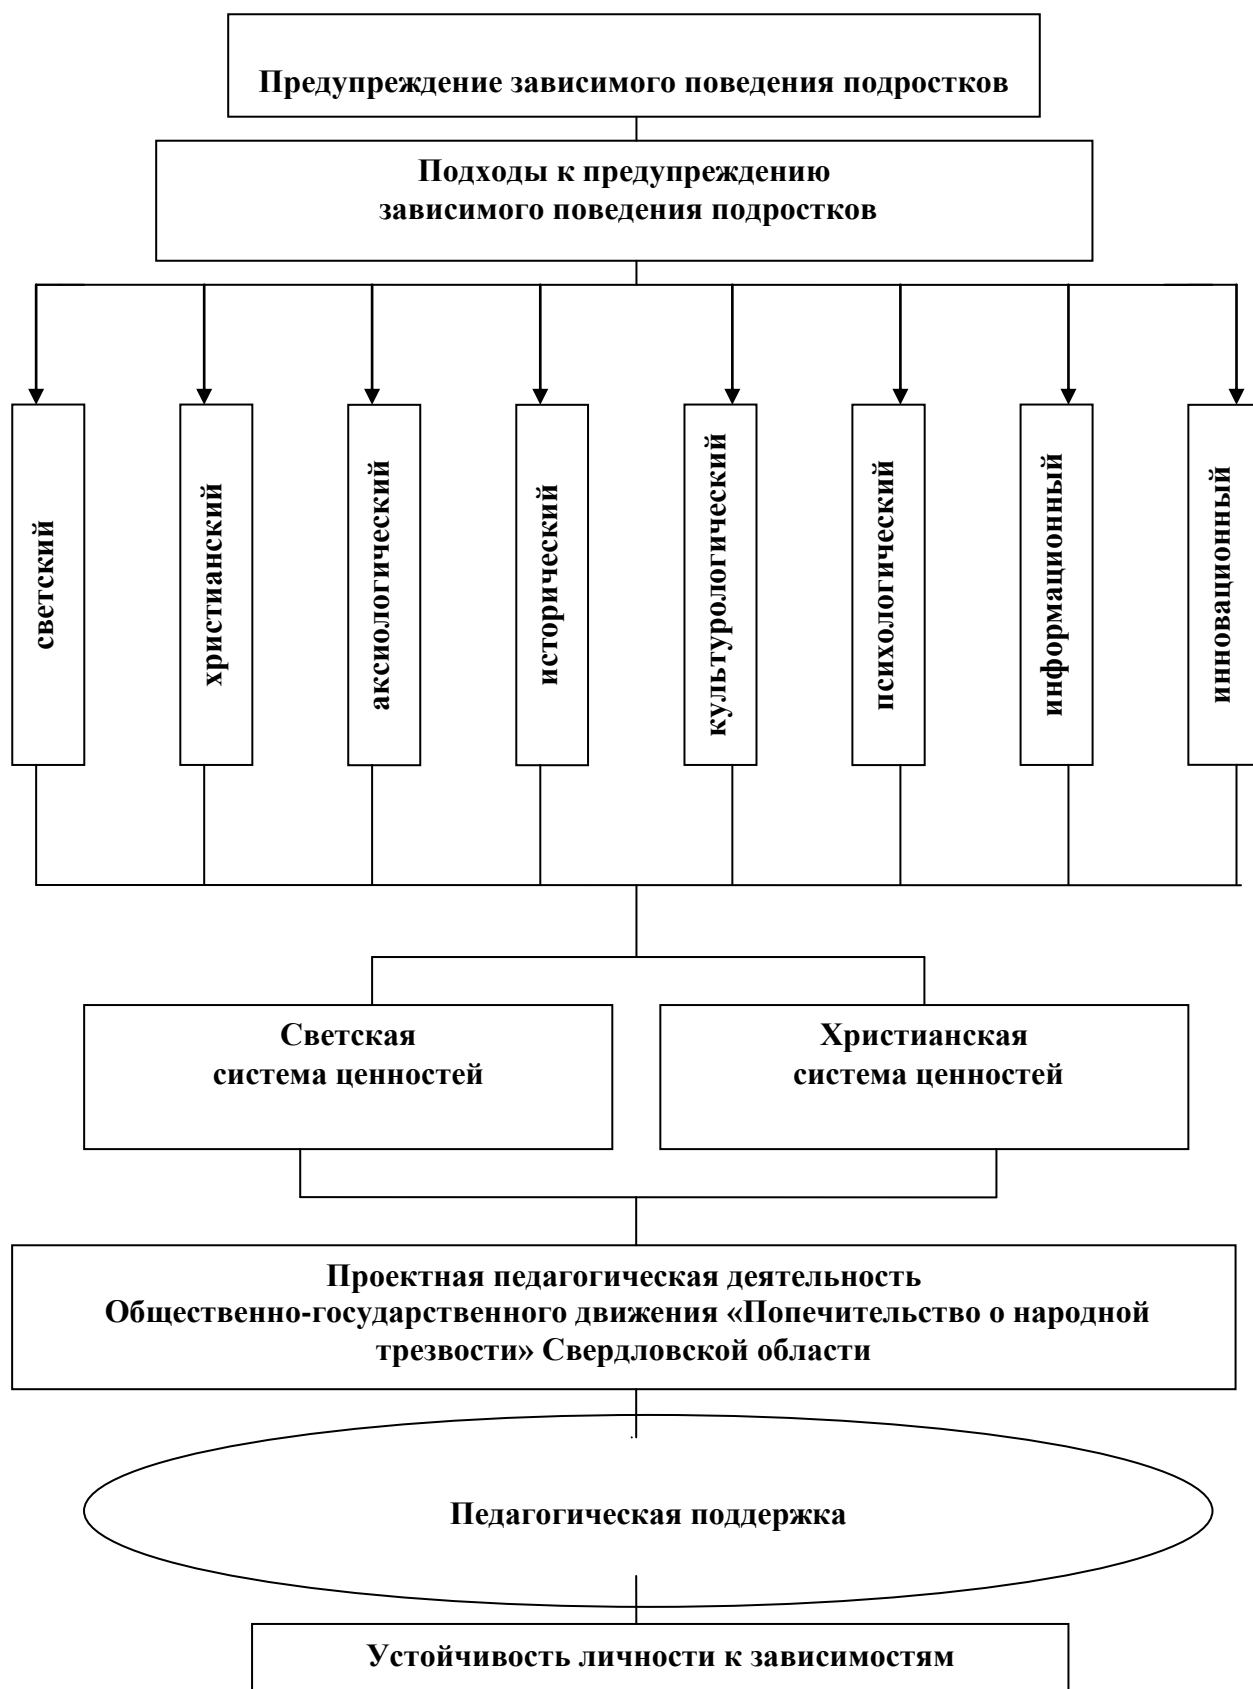 Предупреждение зависимого поведения подростков
Подходы к предупреждению
зависимого поведения подростков
светский
христианский
аксиологический
исторический
культурологический
психологический
информационный
инновационный
Светская
система ценностей
Христианская
система ценностей
Проектная педагогическая деятельность
Общественно-государственного движения «Попечительство о народной
трезвости» Свердловской области
Педагогическая поддержка
Устойчивость личности к зависимостям